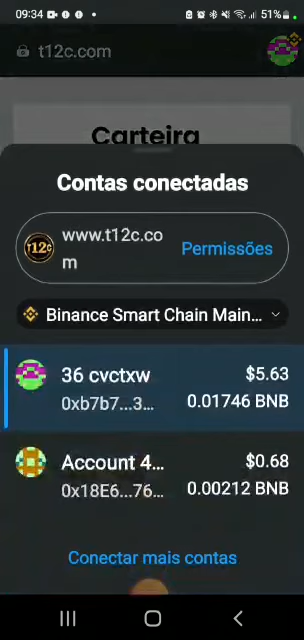 09:34
51%
t12c.com
Carteira
Contas conectadas
T12C
www.t12c.co
m
Permissões
Binance Smart Chain Main...
36 cvctxw
$5.63
0xb7b7...3...
0.01746 BNB
Account 4...
$0.68
0x18E6...76...
0.00212 BNB
Conectar mais contas